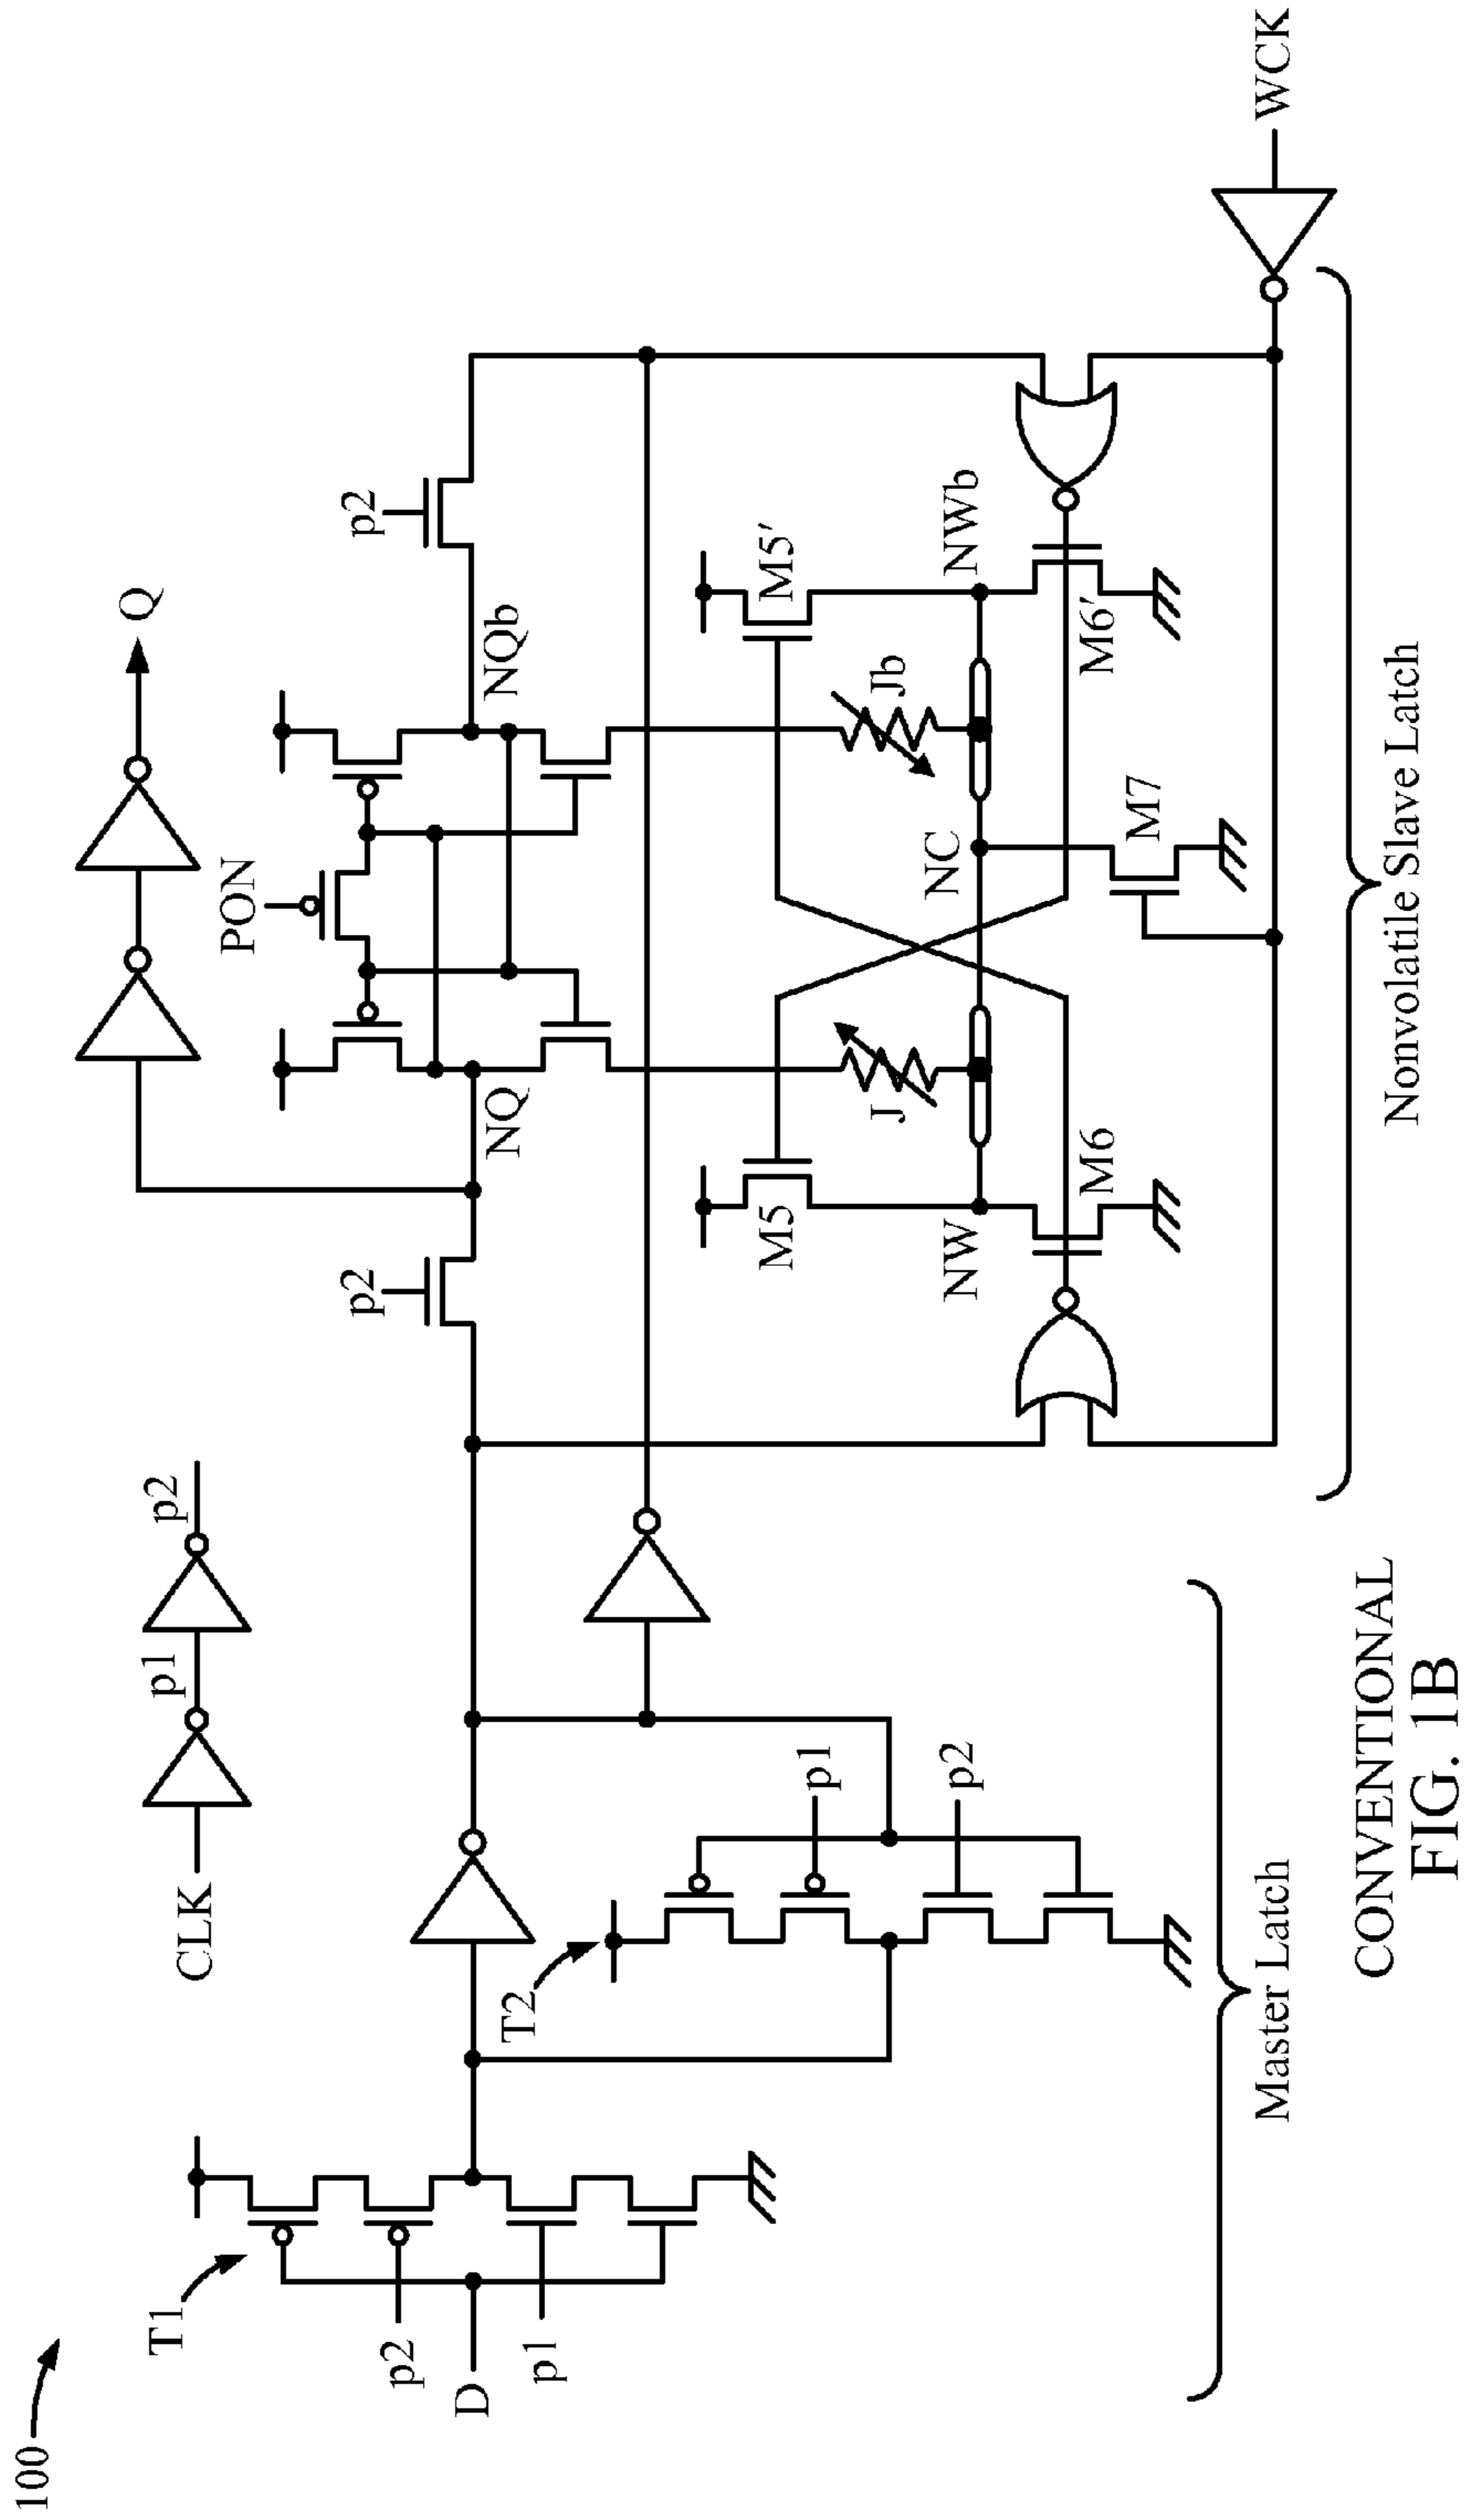 100
T1
p2
D
p1
CLK
p1
p2
T2
p1
p2
Master Latch
Q
PON
p2
p2
NQ
NQb
M5
M5′
J
Jb
NW
NC
NWb
M6
M7
M6′
WCK
Nonvolatile Slave Latch
CONVENTIONAL
FIG. 1B